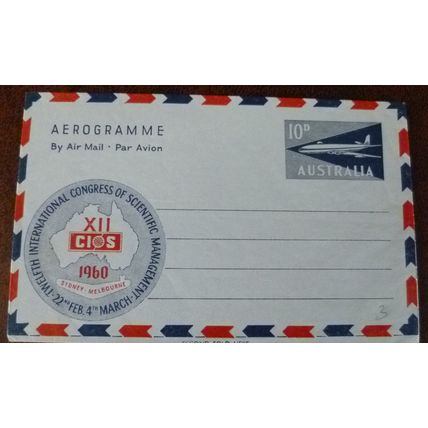 AEROGRAMME
By Air Mail · Par Avion
10D
AUSTRALIA
TWELFTH INTERNATIONAL CONGRESS OF SCIENTIFIC MANAGEMENT·
·22ND FEB. 4TH MARCH·
XII
CIOS
1960
SYDNEY · MELBOURNE
3